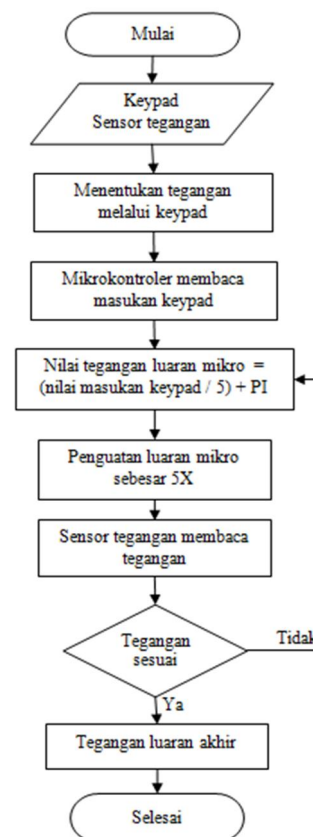 Mulai
Keypad
Sensor tegangan
Menentukan tegangan
melalui keypad
Mikrokontroler membaca
masukan keypad
Nilai tegangan luaran mikro =
(nilai masukan keypad / 5) + PI
Penguatan luaran mikro
sebesar 5X
Sensor tegangan membaca
tegangan
Tegangan
sesuai
Tidak
Ya
Tegangan luaran akhir
Selesai